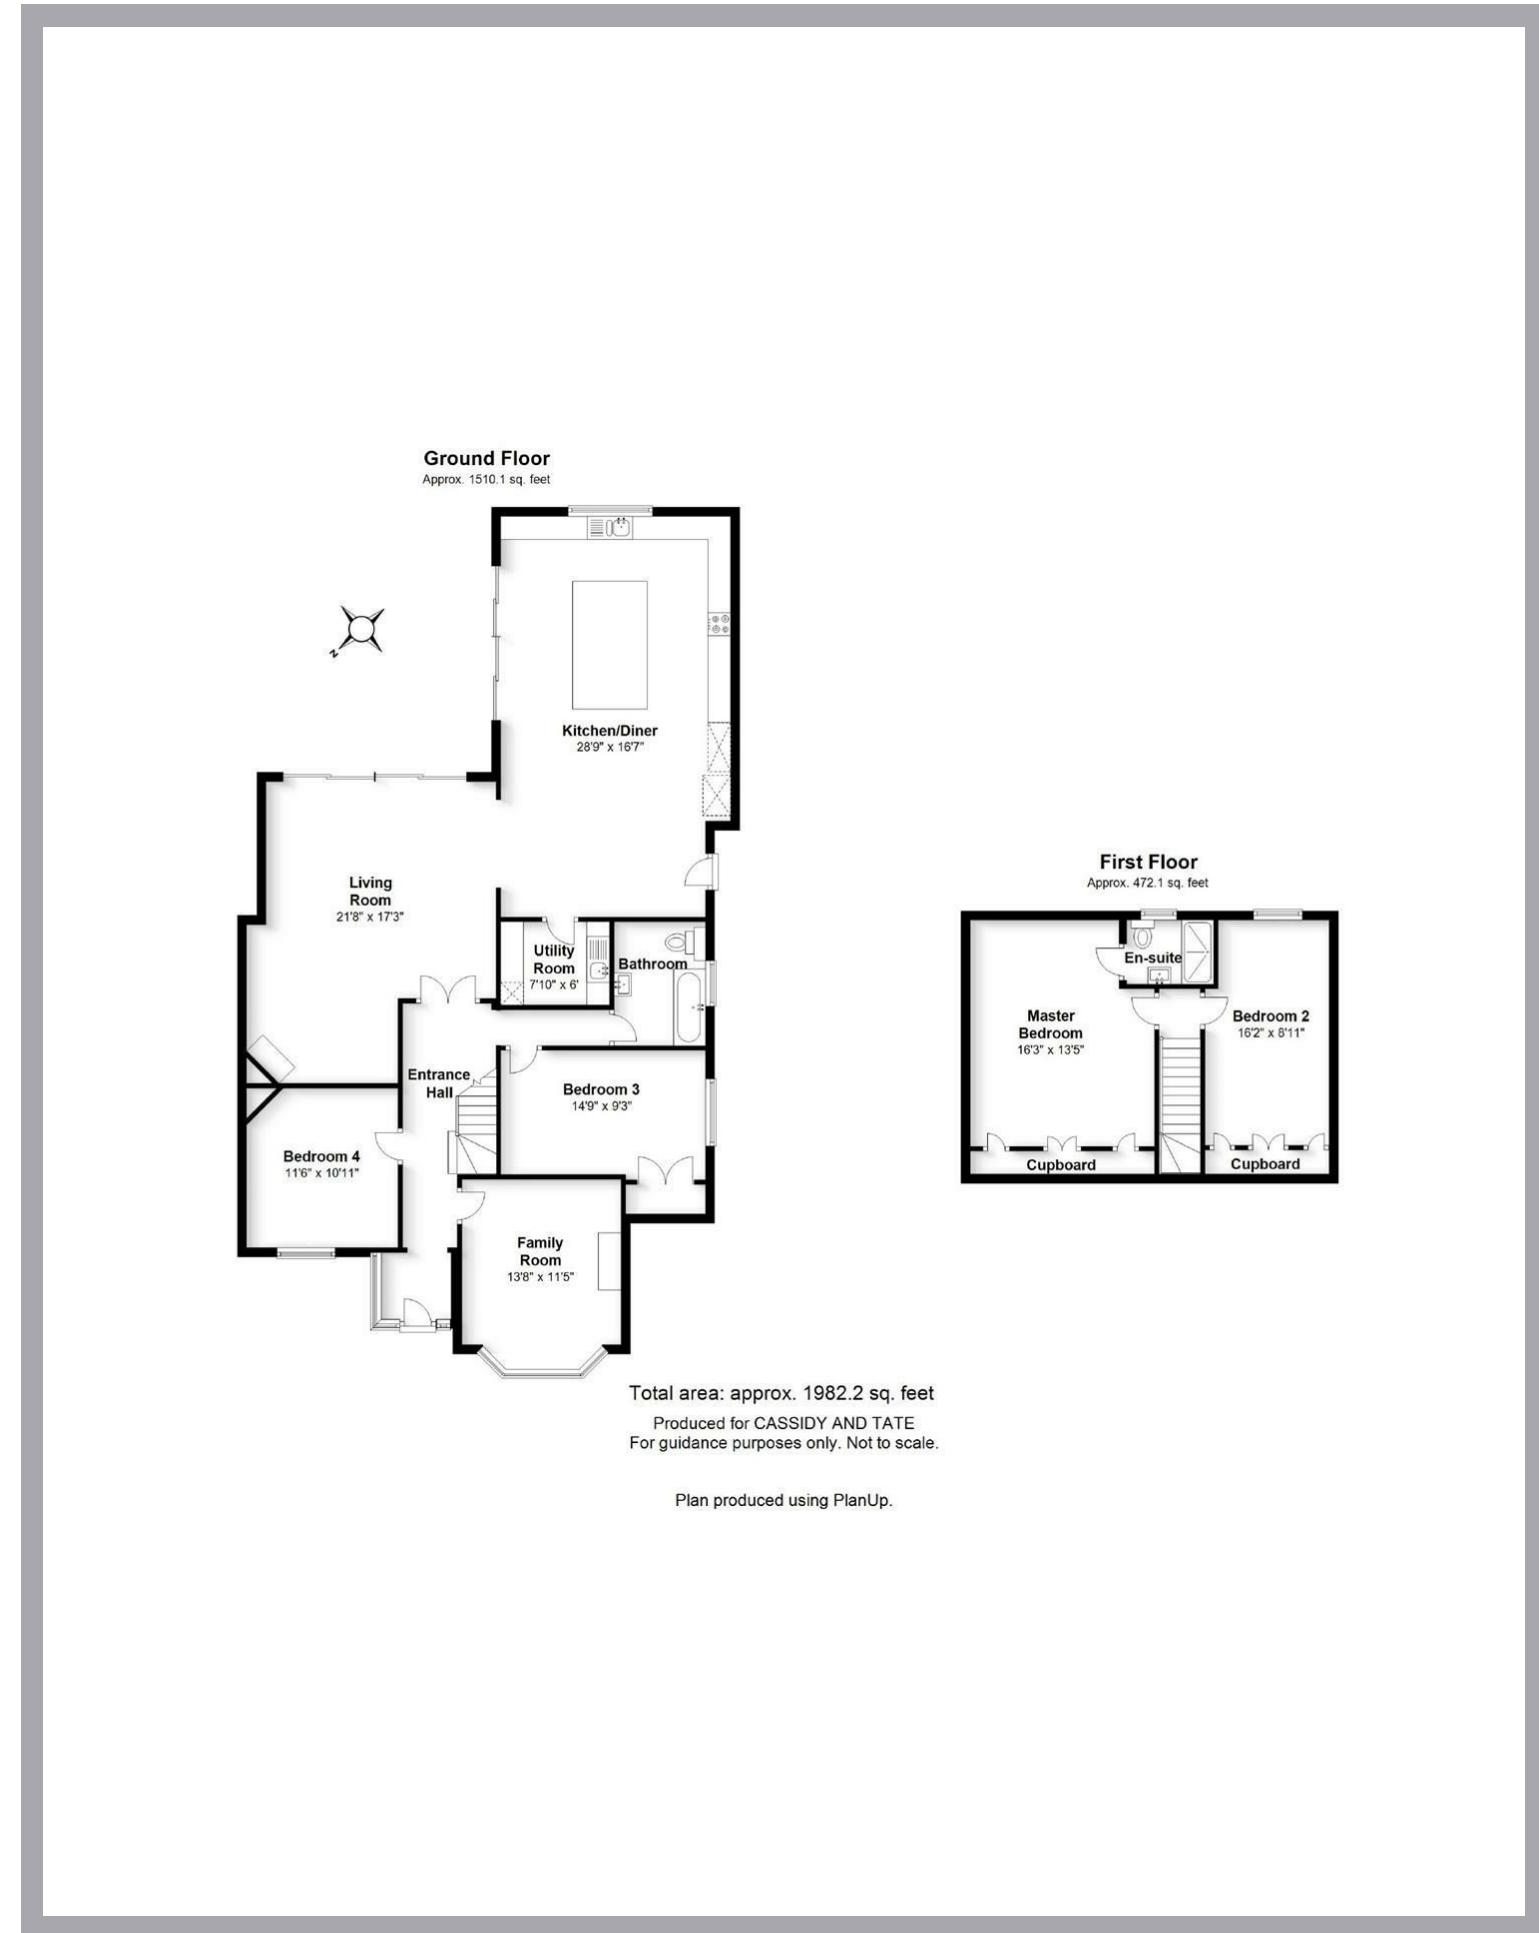 Ground Floor
Approx. 1510.1 sq. feet
N
Kitchen/Diner
28'9" x 16'7"
Living
Room
21'8" x 17'3"
Utility
Room
7'10" x 6'
Bathroom
Entrance
Hall
Bedroom 3
14'9" x 9'3"
Bedroom 4
11'6" x 10'11"
Family
Room
13'8" x 11'5"
First Floor
Approx. 472.1 sq. feet
En-suite
Master
Bedroom
16'3" x 13'5"
Bedroom 2
16'2" x 8'11"
Cupboard
Cupboard
Total area: approx. 1982.2 sq. feet
Produced for CASSIDY AND TATE
For guidance purposes only. Not to scale.
Plan produced using PlanUp.